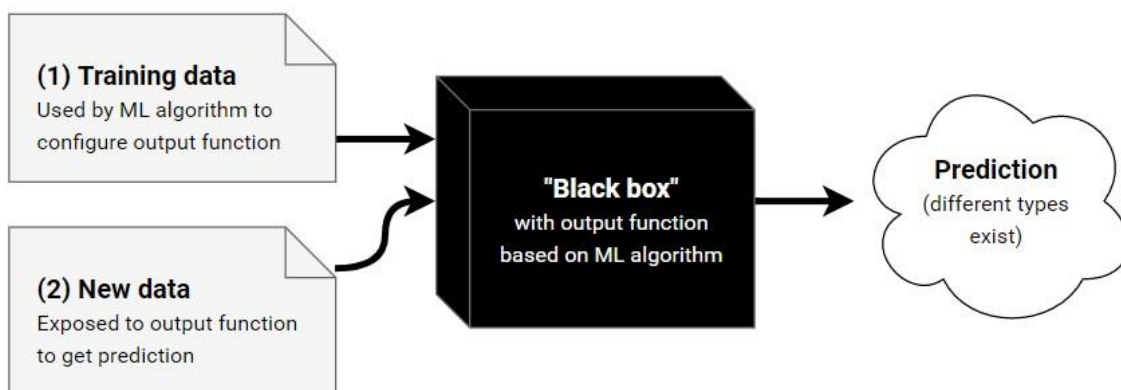 (1) Training data
Used by ML algorithm to
configure output function
(2) New data
Exposed to output function
to get prediction
"Black box"
with output function
based on ML algorithm
Prediction
(different types
exist)